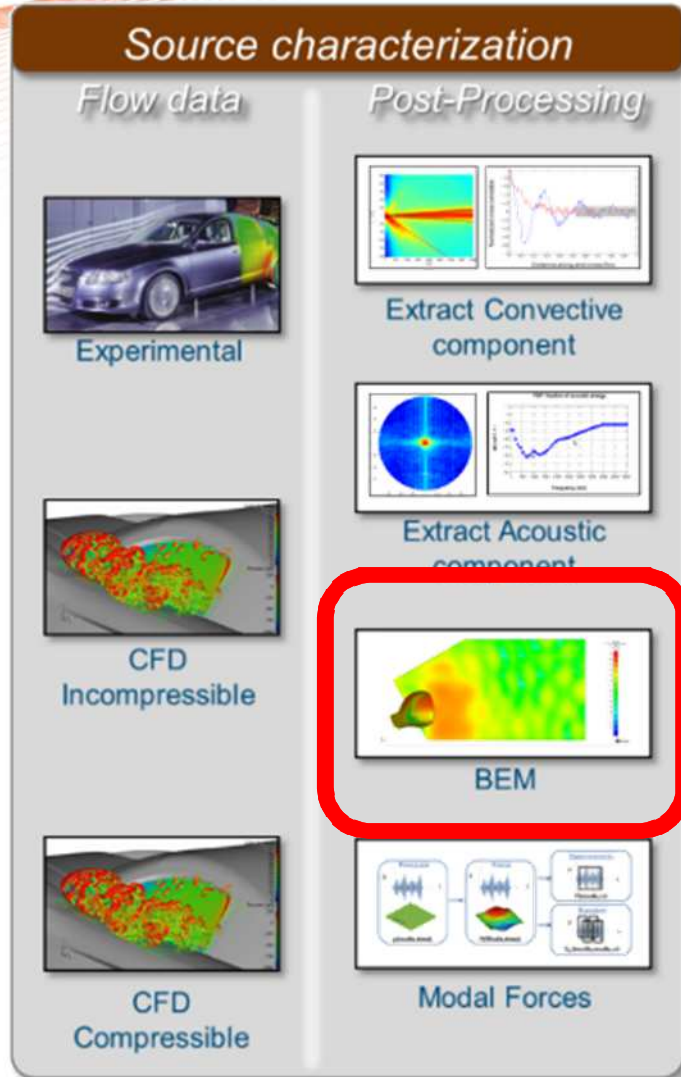 Source characterization
Flow data
Post-Processing
Experimental
Extract Convective
component
Extract Acoustic
component
CFD
Incompressible
BEM
CFD
Compressible
Modal Forces